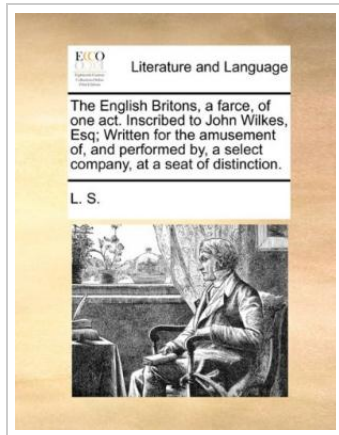 ECCO
Literature and Language
The English Britons, a farce, of
one act. Inscribed to John Wilkes,
Esq; Written for the amusement
of, and performed by, a select
company, at a seat of distinction.
L. S.